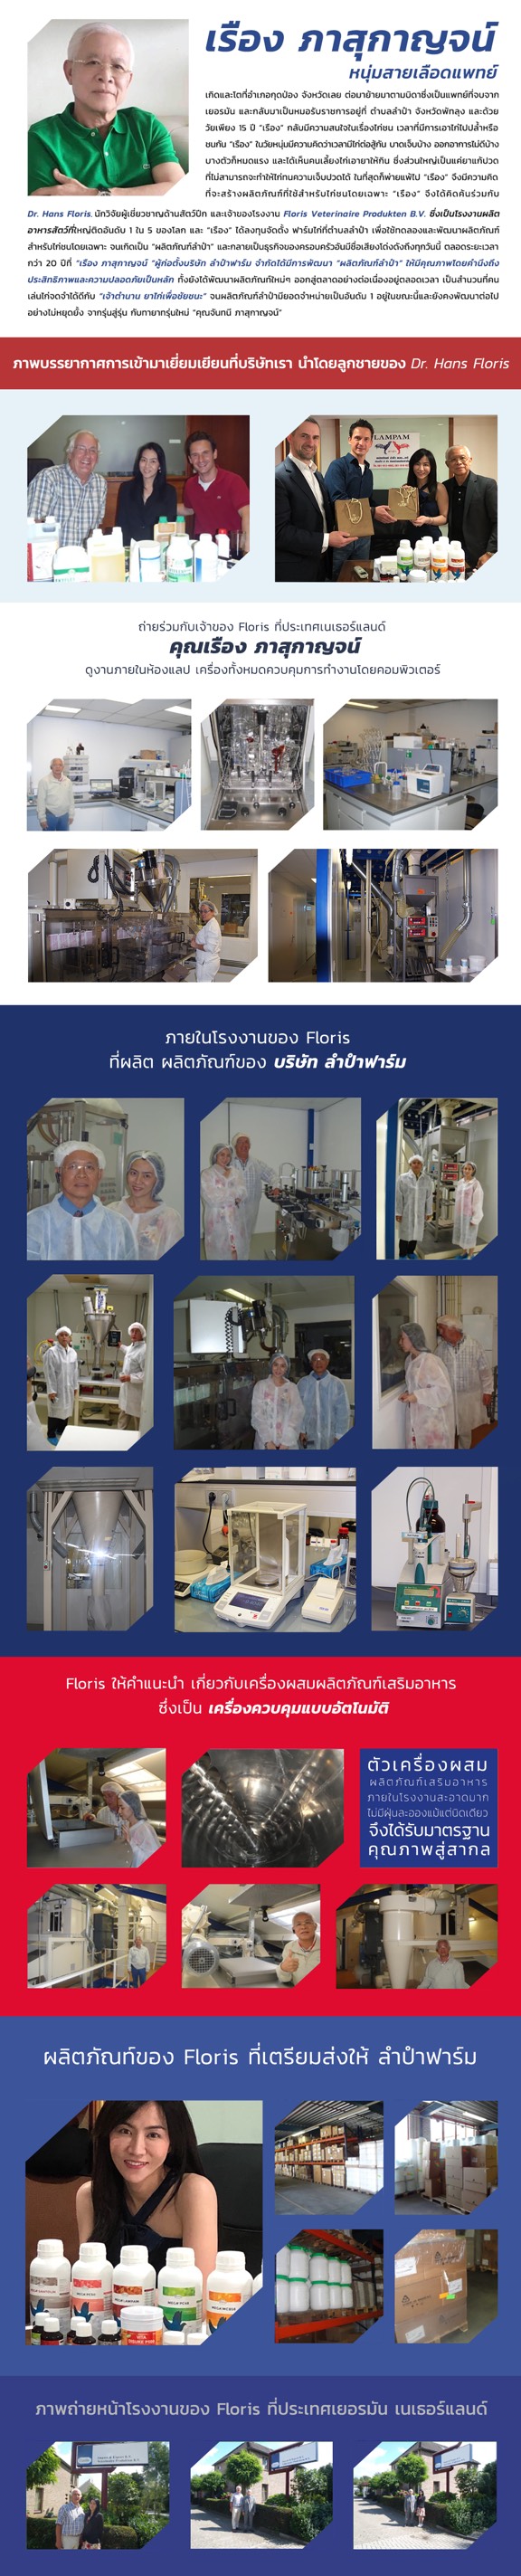 เรือง ภาสุกาญจน์
หนุ่มสายเลือดแพทย์
เกิดและโตที่อำเภอกุดป่อง จังหวัดเลย ต่อมาย้ายมาตามบิดาซึ่งเป็นแพทย์ที่จบจาก
เยอรมัน และกลับมาเป็นหมอรับราชการอยู่ที่ ตำบลลำปำ จังหวัดพัทลุง และด้วย
วัยเพียง 15 ปี "เรือง" กลับมีความสนใจในเรื่องไก่ชน เวลาที่มีการเอาไก่ไปปล้ำหรือ
ชนกัน "เรือง" ในวัยหนุ่มมีความคิดว่าเวลามีไก่ต่อสู้กัน บาดเจ็บบ้าง ออกอาการไม่ดีบ้าง
บางตัวก็หมดแรง และได้เห็นคนเลี้ยงไก่เอายาให้กิน ซึ่งส่วนใหญ่เป็นแค่ยาแก้ปวด
ที่ไม่สามารถจะทำให้ไก่ทนความเจ็บปวดได้ ในที่สุดก็พ่ายแพ้ไป "เรือง" จึงมีความคิด
ที่จะสร้างผลิตภัณฑ์ที่ใช้สำหรับไก่ชนโดยเฉพาะ "เรือง" จึงได้คิดค้นร่วมกับ
Dr. Hans Floris. นักวิจัยผู้เชี่ยวชาญด้านสัตว์ปีก และเจ้าของโรงงาน Floris Veterinaire Produkten B.V. ซึ่งเป็นโรงงานผลิต
อาหารสัตว์ที่ใหญ่ติดอันดับ 1 ใน 5 ของโลก และ "เรือง" ได้ลงทุนจัดตั้ง ฟาร์มไก่ที่ตำบลลำปำ เพื่อใช้ทดลองและพัฒนาผลิตภัณฑ์
สำหรับไก่ชนโดยเฉพาะ จนเกิดเป็น "ผลิตภัณฑ์ลำปำ" และกลายเป็นธุรกิจของครอบครัวอันมีชื่อเสียงโด่งดังถึงทุกวันนี้ ตลอดระยะเวลา
กว่า 20 ปีที่ "เรือง ภาสุกาญจน์ "ผู้ก่อตั้งบริษัท ลำปำฟาร์ม จำกัดได้มีการพัฒนา "ผลิตภัณฑ์ลำปำ" ให้มีคุณภาพโดยคำนึงถึง
ประสิทธิภาพและความปลอดภัยเป็นหลัก ทั้งยังได้พัฒนาผลิตภัณฑ์ใหม่ๆ ออกสู่ตลาดอย่างต่อเนื่องอยู่ตลอดเวลา เป็นสำนวนที่คน
เล่นไก่จดจำได้ดีกับ "เจ้าตำนาน ยาไก่เพื่อชัยชนะ" จนผลิตภัณฑ์ลำปำมียอดจำหน่ายเป็นอันดับ 1 อยู่ในขณะนี้และยังคงพัฒนาต่อไป
อย่างไม่หยุดยั้ง จากรุ่นสู่รุ่น กับทายาทรุ่นใหม่ "คุณจันทนี ภาสุกาญจน์"
ภาพบรรยากาศการเข้ามาเยี่ยมเยียนที่บริษัทเรา นำโดยลูกชายของ Dr. Hans Floris
LAMPAM
ถ่ายร่วมกับเจ้าของ Floris ที่ประเทศเนเธอร์แลนด์
คุณเรือง ภาสุกาญจน์
ดูงานภายในห้องแลป เครื่องทั้งหมดควบคุมการทำงานโดยคอมพิวเตอร์
ภายในโรงงานของ Floris
ที่ผลิต ผลิตภัณฑ์ของ บริษัท ลำปำฟาร์ม
Floris ให้คำแนะนำ เกี่ยวกับเครื่องผสมผลิตภัณฑ์เสริมอาหาร
ซึ่งเป็น เครื่องควบคุมแบบอัตโนมัติ
ตัวเครื่องผสม
ผลิตภัณฑ์เสริมอาหาร
ภายในโรงงานสะอาดมาก
ไม่มีฝุ่นละอองแม้แต่นิดเดียว
จึงได้รับมาตรฐาน
คุณภาพสู่สากล
ผลิตภัณฑ์ของ Floris ที่เตรียมส่งให้ ลำปำฟาร์ม
ภาพถ่ายหน้าโรงงานของ Floris ที่ประเทศเยอรมัน เนเธอร์แลนด์